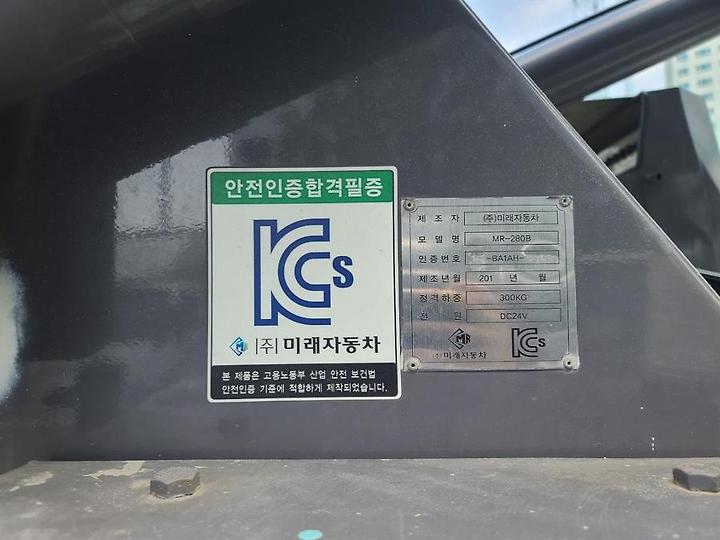 안전인증합격필증
KCs
(주)미래자동차
본 제품은 고용노동부 산업 안전 보건법
안전인증 기준에 적합하게 제작되었습니다.
제 조 자 (주)미래자동차
모 델 명 MR-280B
인증번호 -BA1AH-
제조년월 201 년 월
정격하중 300KG
전 원 DC24V
MR
(주)미래자동차
KCs